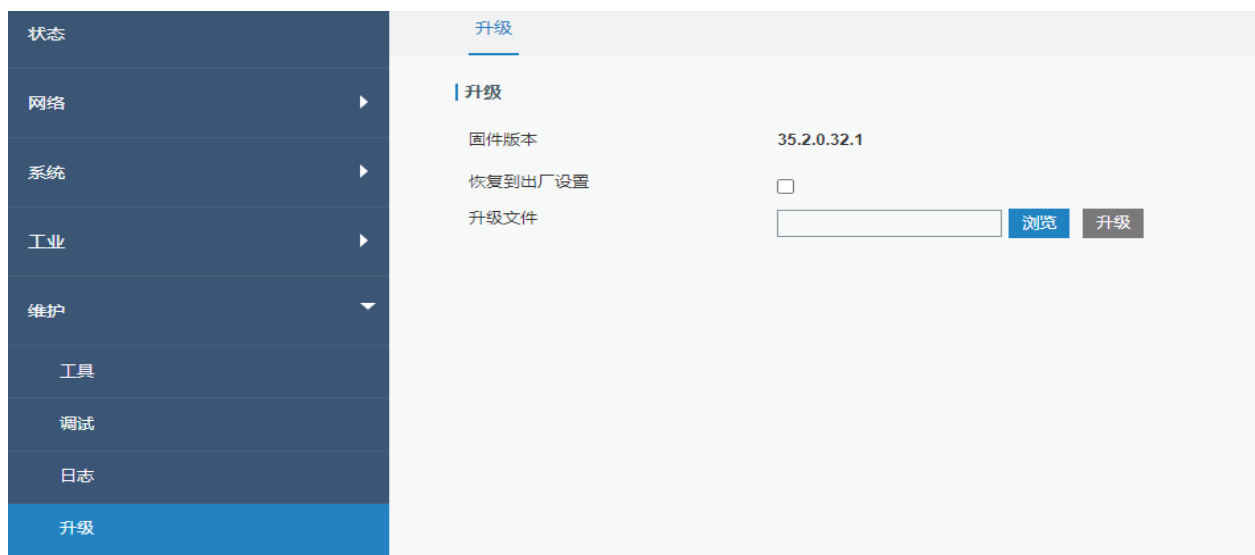 状态
网络
系统
工业
维护
工具
调试
日志
升级
升级
升级
固件版本 35.2.0.32.1
恢复到出厂设置
升级文件 浏览 升级